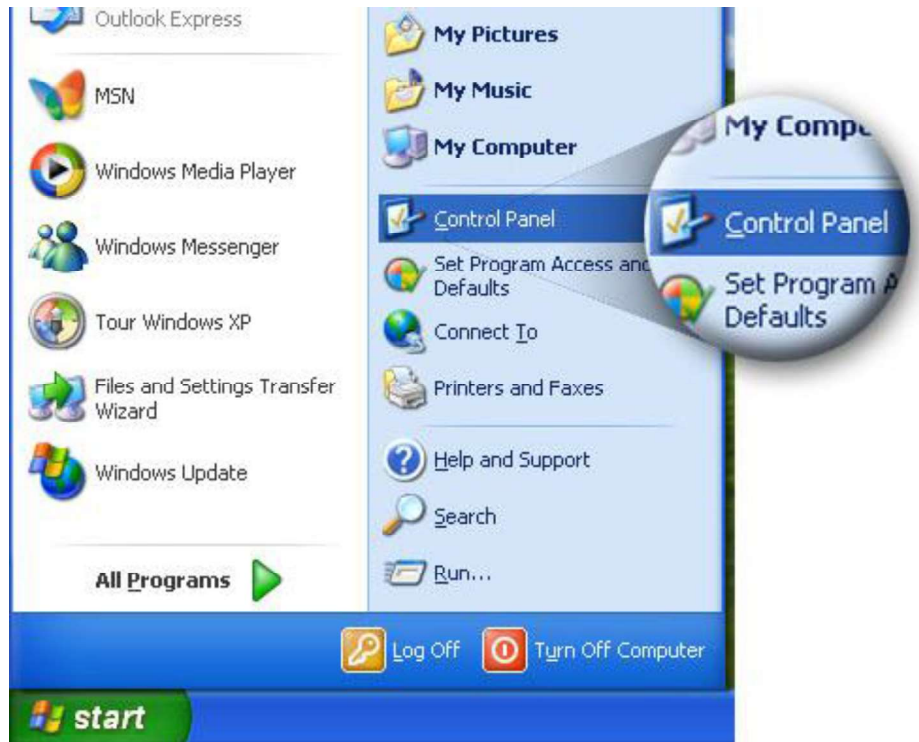 Outlook Express
MSN
Windows Media Player
Windows Messenger
Tour Windows XP
Files and Settings Transfer
Wizard
Windows Update
All Programs
My Pictures
My Music
My Computer
Control Panel
Set Program Access and
Defaults
Connect To
Printers and Faxes
Help and Support
Search
Run...
My Comp
Control Panel
Set Program A
Defaults
Log Off
Turn Off Computer
start